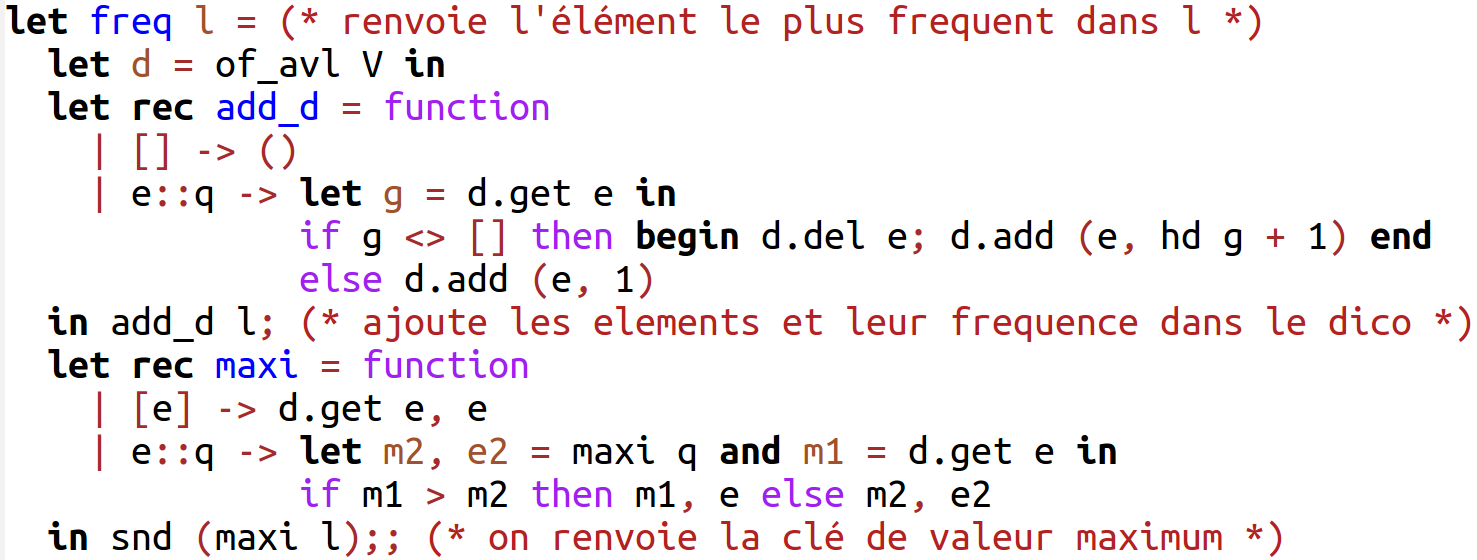 let freq l = (* renvoie l'élément le plus frequent dans l *)
  let d = of_avl V in
  let rec add_d = function
    | [] -> ()
    | e::q -> let g = d.get e in
              if g <> [] then begin d.del e; d.add (e, hd g + 1) end
              else d.add (e, 1)
  in add_d l; (* ajoute les elements et leur frequence dans le dico *)
  let rec maxi = function
    | [e] -> d.get e, e
    | e::q -> let m2, e2 = maxi q and m1 = d.get e in
              if m1 > m2 then m1, e else m2, e2
  in snd (maxi l);; (* on renvoie la clé de valeur maximum *)